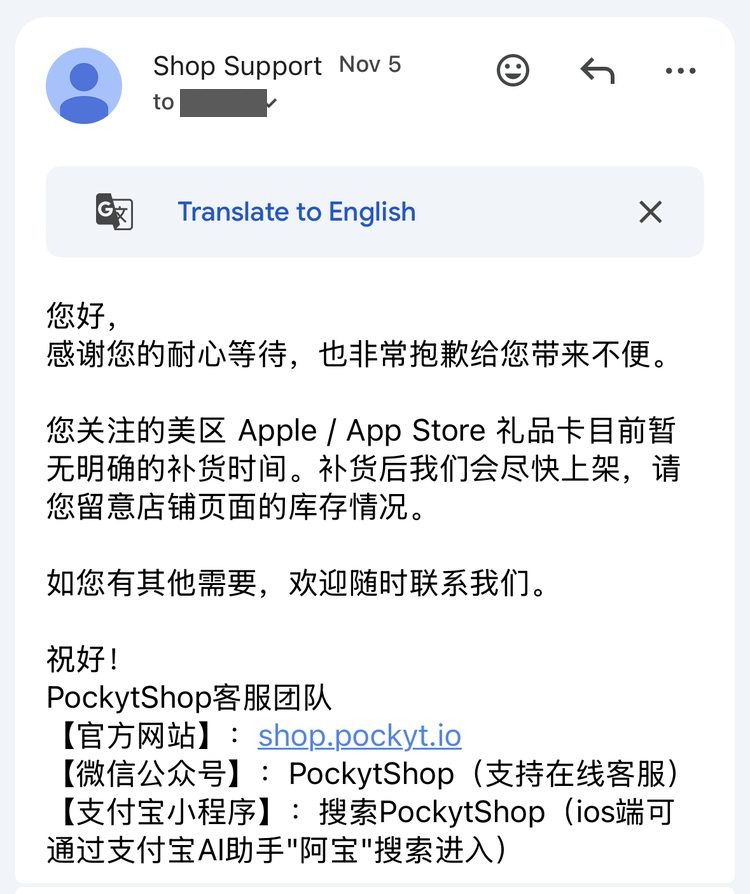 Shop Support Nov 5
to
Translate to English
您好，
感谢您的耐心等待，也非常抱歉给您带来不便。
您关注的美区 Apple / App Store 礼品卡目前暂
无明确的补货时间。补货后我们会尽快上架，请
您留意店铺页面的库存情况。
如您有其他需要，欢迎随时联系我们。
祝好！
PockytShop客服团队
【官方网站】：shop.pockyt.io
【微信公众号】：PockytShop（支持在线客服）
【支付宝小程序】：搜索PockytShop（ios端可
通过支付宝AI助手"阿宝"搜索进入）